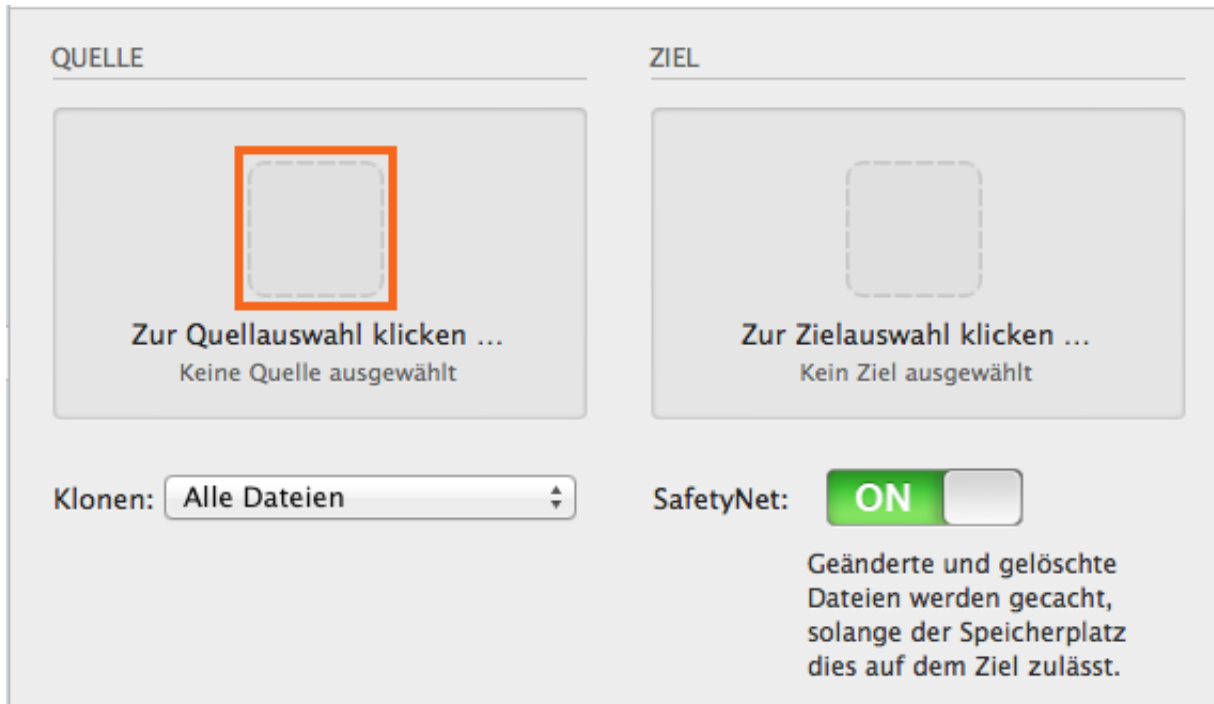 QUELLE
Zur Quellauswahl klicken ...
Keine Quelle ausgewählt
Klonen: Alle Dateien
ZIEL
Zur Zielauswahl klicken ...
Kein Ziel ausgewählt
SafetyNet: ON
Geänderte und gelöschte
Dateien werden gecacht,
solange der Speicherplatz
dies auf dem Ziel zulässt.